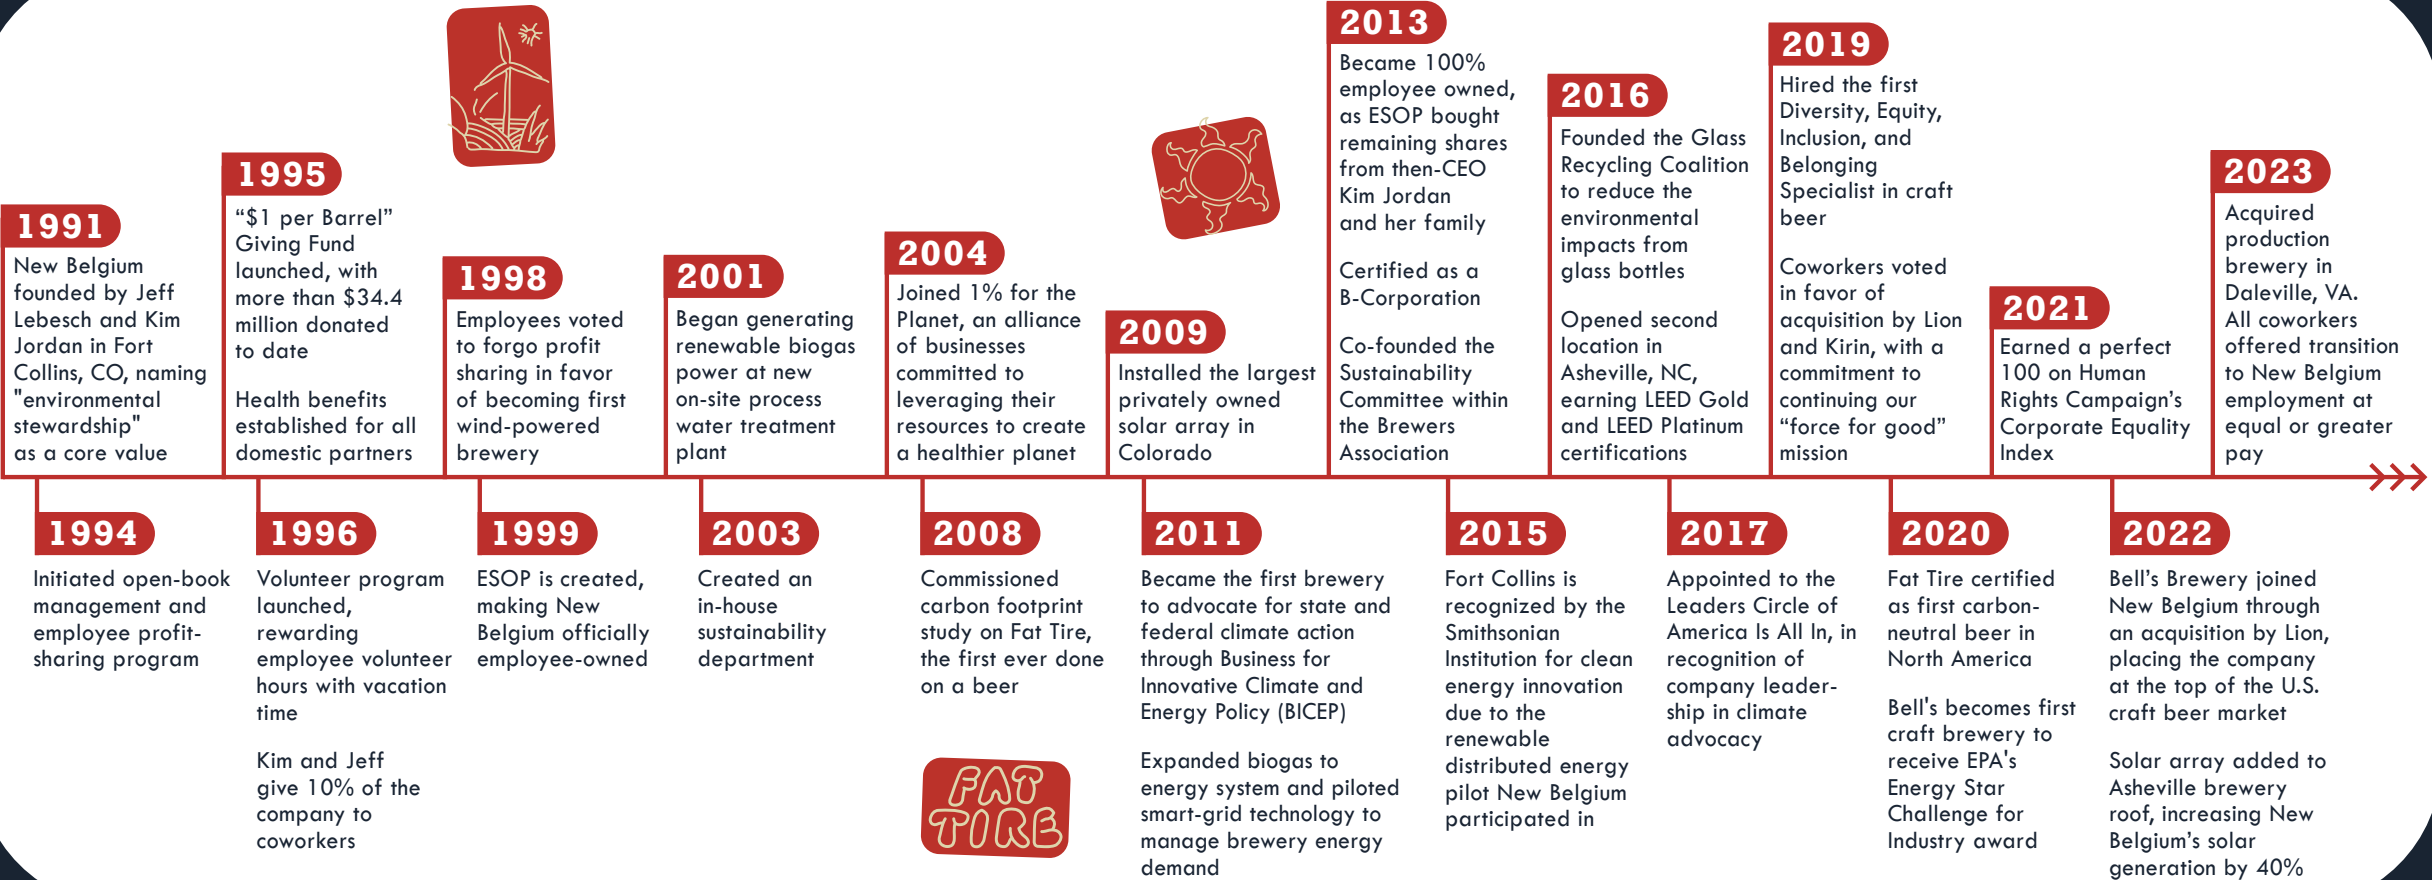 1991
New Belgium
founded by Jeff
Lebesch and Kim
Jordan in Fort
Collins, CO, naming
"environmental
stewardship"
as a core value
1994
Initiated open-book
management and
employee profit-
sharing program
1995
“$1 per Barrel”
Giving Fund
launched, with
more than $34.4
million donated
to date
Health benefits
established for all
domestic partners
1996
Volunteer program
launched,
rewarding
employee volunteer
hours with vacation
time
Kim and Jeff
give 10% of the
company to
coworkers
1998
Employees voted
to forgo profit
sharing in favor
of becoming first
wind-powered
brewery
1999
ESOP is created,
making New
Belgium officially
employee-owned
2001
Began generating
renewable biogas
power at new
on-site process
water treatment
plant
2003
Created an
in-house
sustainability
department
2004
Joined 1% for the
Planet, an alliance
of businesses
committed to
leveraging their
resources to create
a healthier planet
2008
Commissioned
carbon footprint
study on Fat Tire,
the first ever done
on a beer
FAT
TIRE
2009
Installed the largest
privately owned
solar array in
Colorado
2011
Became the first brewery
to advocate for state and
federal climate action
through Business for
Innovative Climate and
Energy Policy (BICEP)
Expanded biogas to
energy system and piloted
smart-grid technology to
manage brewery energy
demand
2013
Became 100%
employee owned,
as ESOP bought
remaining shares
from then-CEO
Kim Jordan
and her family
Certified as a
B-Corporation
Co-founded the
Sustainability
Committee within
the Brewers
Association
2015
Fort Collins is
recognized by the
Smithsonian
Institution for clean
energy innovation
due to the
renewable
distributed energy
pilot New Belgium
participated in
2016
Founded the Glass
Recycling Coalition
to reduce the
environmental
impacts from
glass bottles
Opened second
location in
Asheville, NC,
earning LEED Gold
and LEED Platinum
certifications
2017
Appointed to the
Leaders Circle of
America Is All In, in
recognition of
company leader-
ship in climate
advocacy
2019
Hired the first
Diversity, Equity,
Inclusion, and
Belonging
Specialist in craft
beer
Coworkers voted
in favor of
acquisition by Lion
and Kirin, with a
commitment to
continuing our
“force for good”
mission
2020
Fat Tire certified
as first carbon-
neutral beer in
North America
Bell's becomes first
craft brewery to
receive EPA's
Energy Star
Challenge for
Industry award
2021
Earned a perfect
100 on Human
Rights Campaign’s
Corporate Equality
Index
2022
Bell’s Brewery joined
New Belgium through
an acquisition by Lion,
placing the company
at the top of the U.S.
craft beer market
Solar array added to
Asheville brewery
roof, increasing New
Belgium’s solar
generation by 40%
2023
Acquired
production
brewery in
Daleville, VA.
All coworkers
offered transition
to New Belgium
employment at
equal or greater
pay